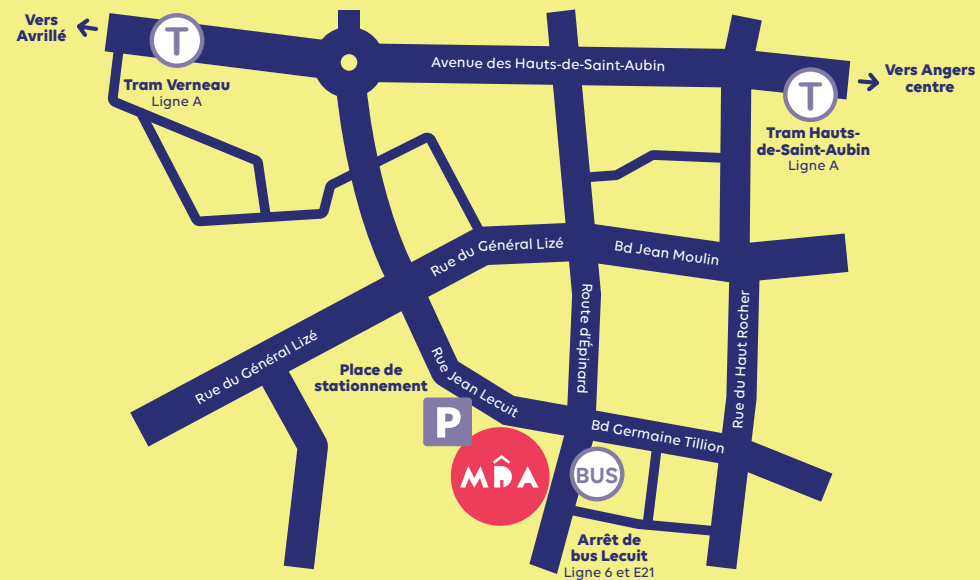 Vers
Avrillé
T
Tram Verneau
Ligne A
Avenue des Hauts-de-Saint-Aubin
Vers Angers
centre
T
Tram Hauts-
de-Saint-Aubin
Ligne A
Rue du Général Lizé
Bd Jean Moulin
Rue du Général Lizé
Route d'Épinard
Rue du Haut Rocher
Place de
stationnement
P
Rue Jean Lecuit
Bd Germaine Tillion
MDA
BUS
Arrêt de
bus Lecuit
Ligne 6 et E21